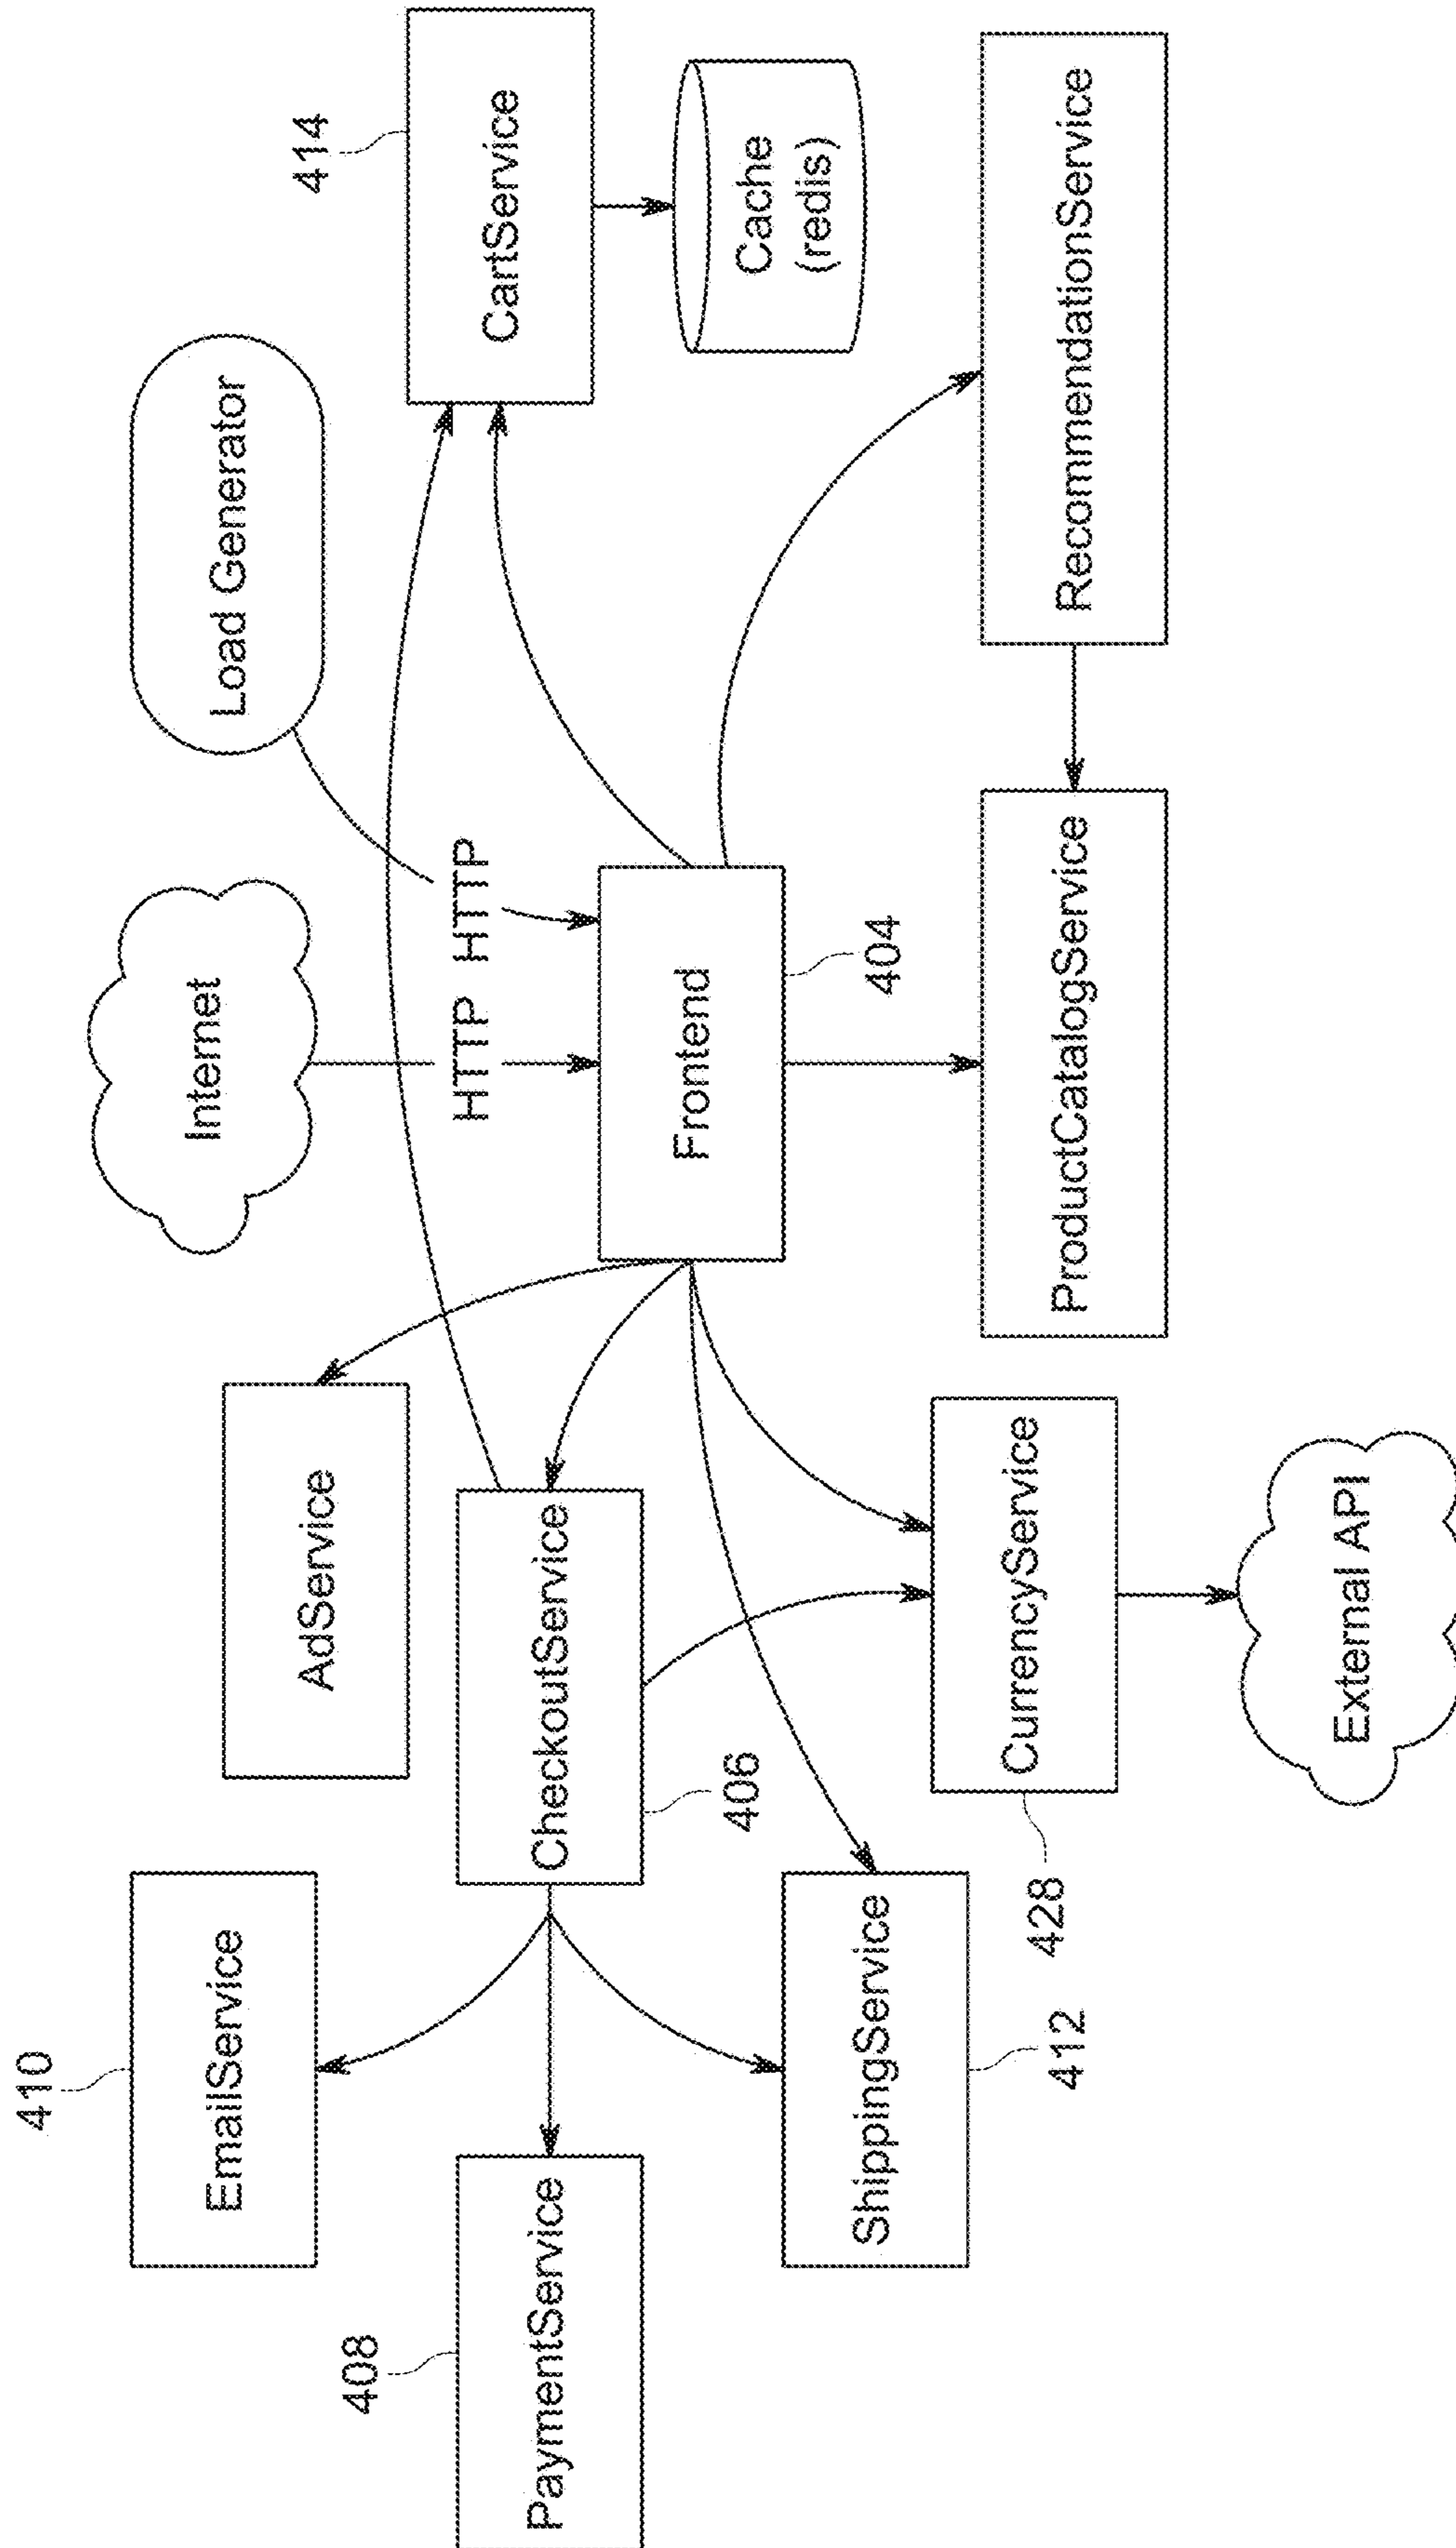 410
EmailService
Internet
Load Generator
414
AdService
408
HTTP HTTP
CartService
PaymentService
CheckoutService
Frontend
406
Cache
(redis)
ShippingService
404
412
428
CurrencyService
ProductCatalogService
RecommendationService
External API